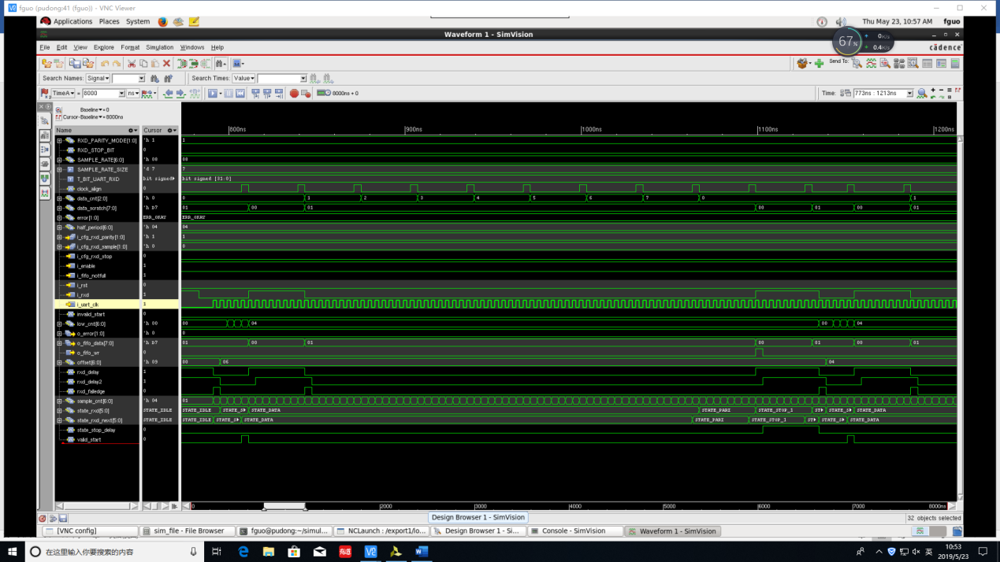 fguo (pudong:41 (fguo)) - VNC Viewer
Applications Places System Thu May 23, 10:57 AM fguo
Waveform 1 - SimVision
67% + 0K/s
+ 0.4K/s
File Edit View Explore Format Simulation Windows Help cādence
Send To:
Search Names: Signal Search Times: Value
TimeA = 8000 ns 8000ns + 0 Time: 773ns : 1213ns
Baseline = 0
Cursor-Baseline = 8000ns
Name Cursor 800ns 900ns 1000ns 1100ns 1200ns
RXD_PARITY_MODE[1:0] 'h 1 1
RXD_STOP_BIT 0
SAMPLE_RATE[6:0] 'h 08 08
SAMPLE_RATE_SIZE 'd 7 7
T_BIT_UART_RXD bit signed bit signed [31:0]
clock_align 0
data_cnt[2:0] 'h 0 0 1 2 3 4 5 6 7 0 1
data_scratch[7:0] 'h D7 01 00 01 00 01 00 01
error[1:0] ERR_OKAY ERR_OKAY
half_period[6:0] 'h 04 04
i_cfg_rxd_parity[1:0] 'h 1 1
i_cfg_rxd_sample[1:0] 'h 0 0
i_cfg_rxd_stop 0
i_enable 1
i_fifo_notfull 1
i_rst 0
i_rxd 1
i_uart_clk 1
invalid_start 0
low_cnt[6:0] 'h 00 00 04 00 04
o_error[1:0] 'h 0 0
o_fifo_data[7:0] 'h D7 01 00 01 00 01 00 01
o_fifo_wr 0
offset[6:0] 'h 09 00 06 04
rxd_delay 1
rxd_delay2 1
rxd_falledge 0
sample_cnt[6:0] 'h 04 01
state_rxd[5:0] STATE_IDLE STATE_IDLE STATE_S STATE_DATA STATE_PARI STATE_STOP_1 ST STATE_S STATE_DATA
state_rxd_next[5:0] STATE_IDLE STATE_IDLE STATE_S STATE_DATA STATE_PARI STATE_STOP_1 ST STATE_S STATE_DATA
state_stop_delay 0
valid_start 0
0 2000 3000 4000 5000 6000 7000 8000ns
Design Browser 1 - SimVision 32 objects selected
[VNC config] sim_file - File Browser fguo@pudong:~/simul... NCLaunch : /export1/lo... Design Browser 1 - Si... Console - SimVision Waveform 1 - SimVision
在这里输入你要搜索的内容 英 10:53
2019/5/23